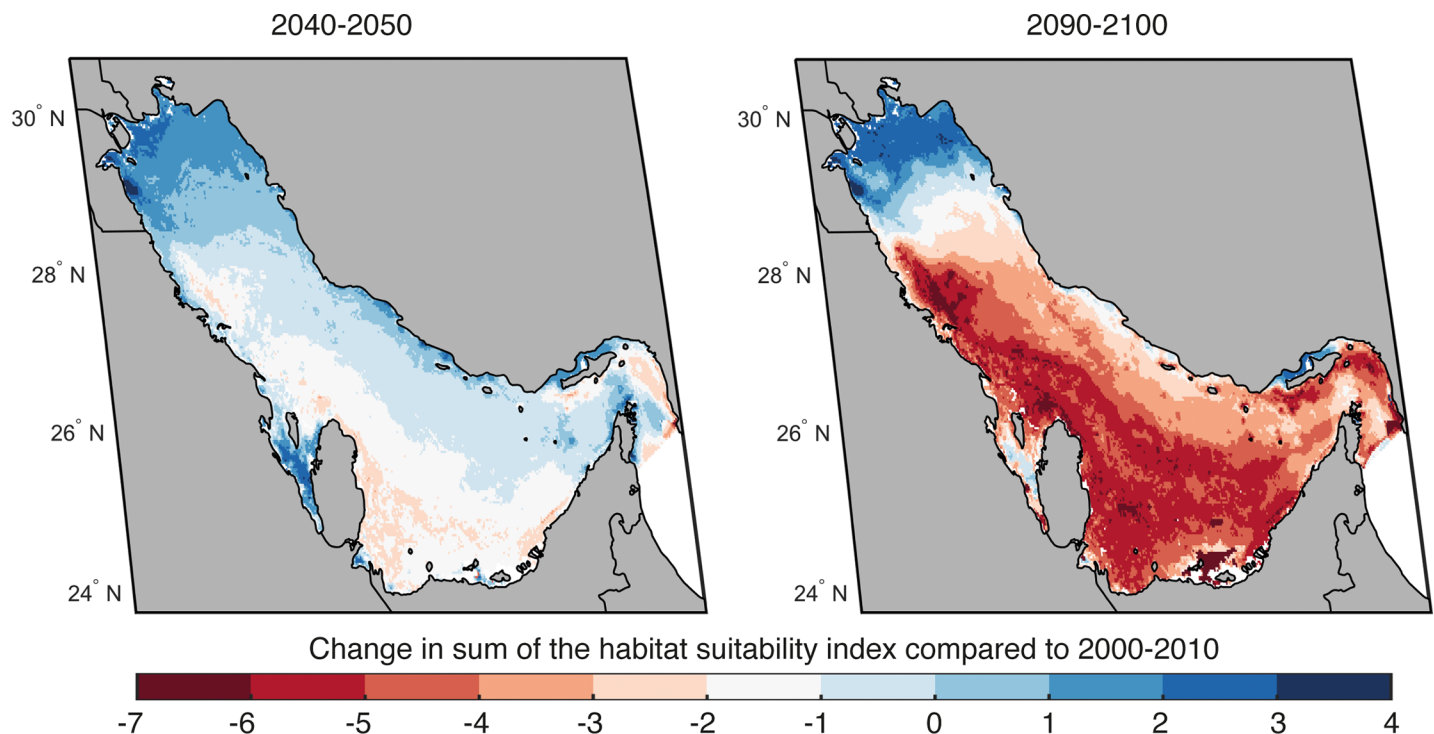 2040-2050
2090-2100
30° N
28° N
26° N
24° N
30° N
28° N
26° N
24° N
Change in sum of the habitat suitability index compared to 2000-2010
-7 -6 -5 -4 -3 -2 -1 0 1 2 3 4